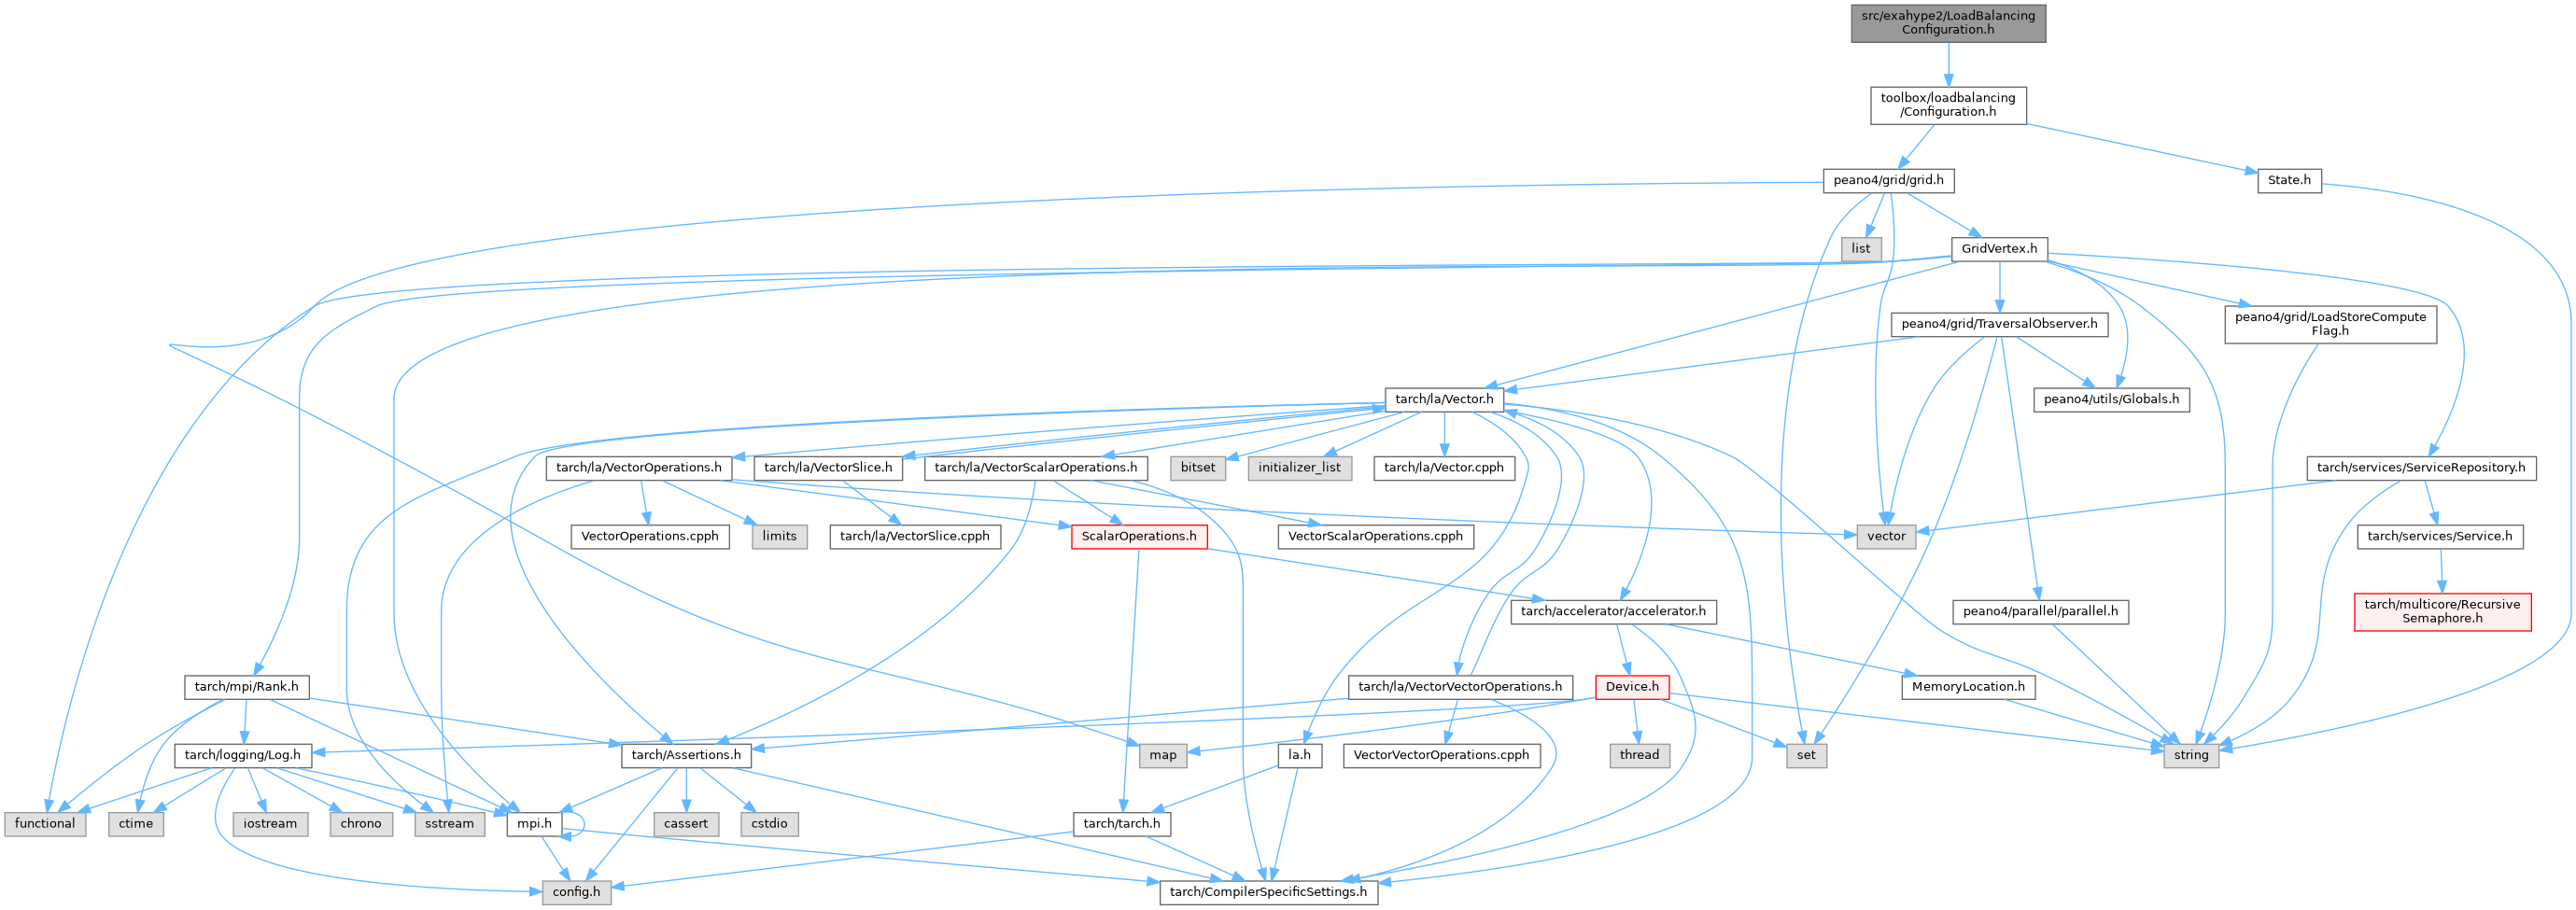 src/exahype2/LoadBalancing
Configuration.h
toolbox/loadbalancing
/Configuration.h
peano4/grid/grid.h
State.h
list
GridVertex.h
peano4/grid/TraversalObserver.h
peano4/grid/LoadStoreCompute
Flag.h
tarch/la/Vector.h
peano4/utils/Globals.h
tarch/la/VectorOperations.h
tarch/la/VectorSlice.h
tarch/la/VectorScalarOperations.h
bitset
initializer_list
tarch/la/Vector.cpph
tarch/services/ServiceRepository.h
VectorOperations.cpph
limits
tarch/la/VectorSlice.cpph
ScalarOperations.h
VectorScalarOperations.cpph
vector
tarch/services/Service.h
tarch/accelerator/accelerator.h
peano4/parallel/parallel.h
tarch/multicore/Recursive
Semaphore.h
tarch/mpi/Rank.h
tarch/la/VectorVectorOperations.h
Device.h
MemoryLocation.h
tarch/logging/Log.h
tarch/Assertions.h
map
la.h
VectorVectorOperations.cpph
thread
set
string
functional
ctime
iostream
chrono
sstream
mpi.h
cassert
cstdio
tarch/tarch.h
config.h
tarch/CompilerSpecificSettings.h